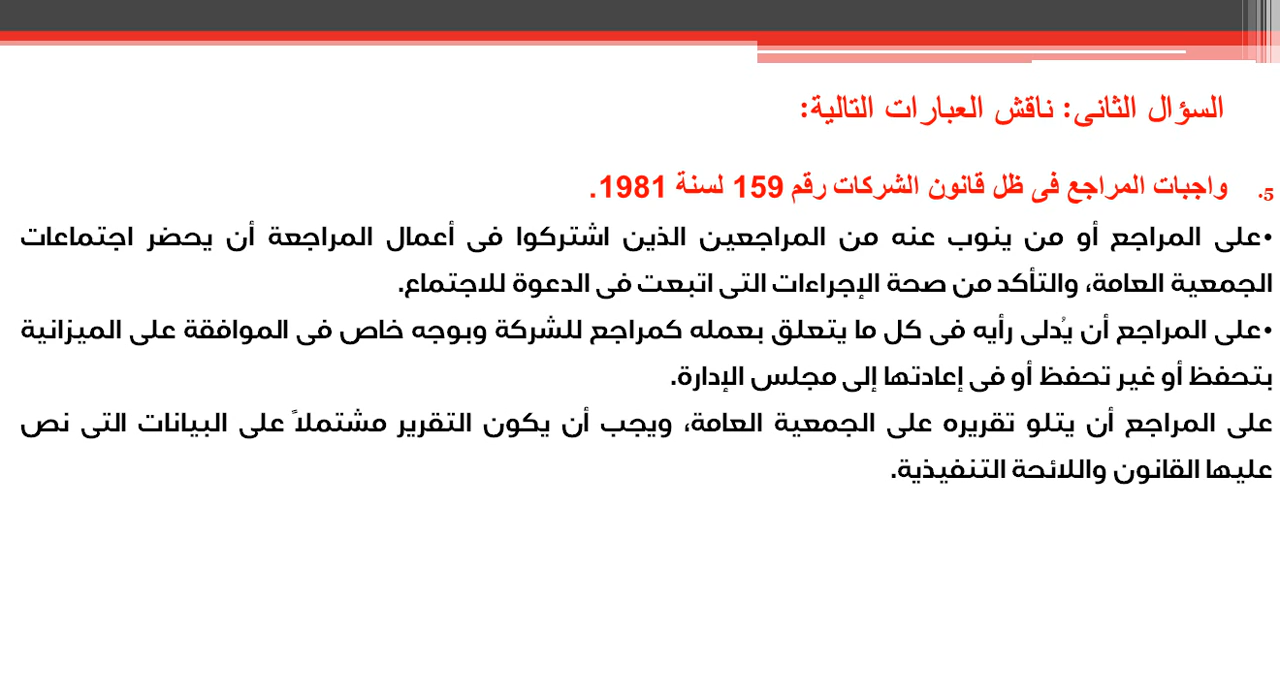 السؤال الثانى: ناقش العبارات التالية:
5. واجبات المراجع فى ظل قانون الشركات رقم 159 لسنة 1981.
•على المراجع أو من ينوب عنه من المراجعين الذين اشتركوا فى أعمال المراجعة أن يحضر اجتماعات
الجمعية العامة، والتأكد من صحة الإجراءات التى اتبعت فى الدعوة للاجتماع.
•على المراجع أن يُدلى رأيه فى كل ما يتعلق بعمله كمراجع للشركة وبوجه خاص فى الموافقة على الميزانية
بتحفظ أو غير تحفظ أو فى إعادتها إلى مجلس الإدارة.
على المراجع أن يتلو تقريره على الجمعية العامة، ويجب أن يكون التقرير مشتملاً على البيانات التى نص
عليها القانون واللائحة التنفيذية.